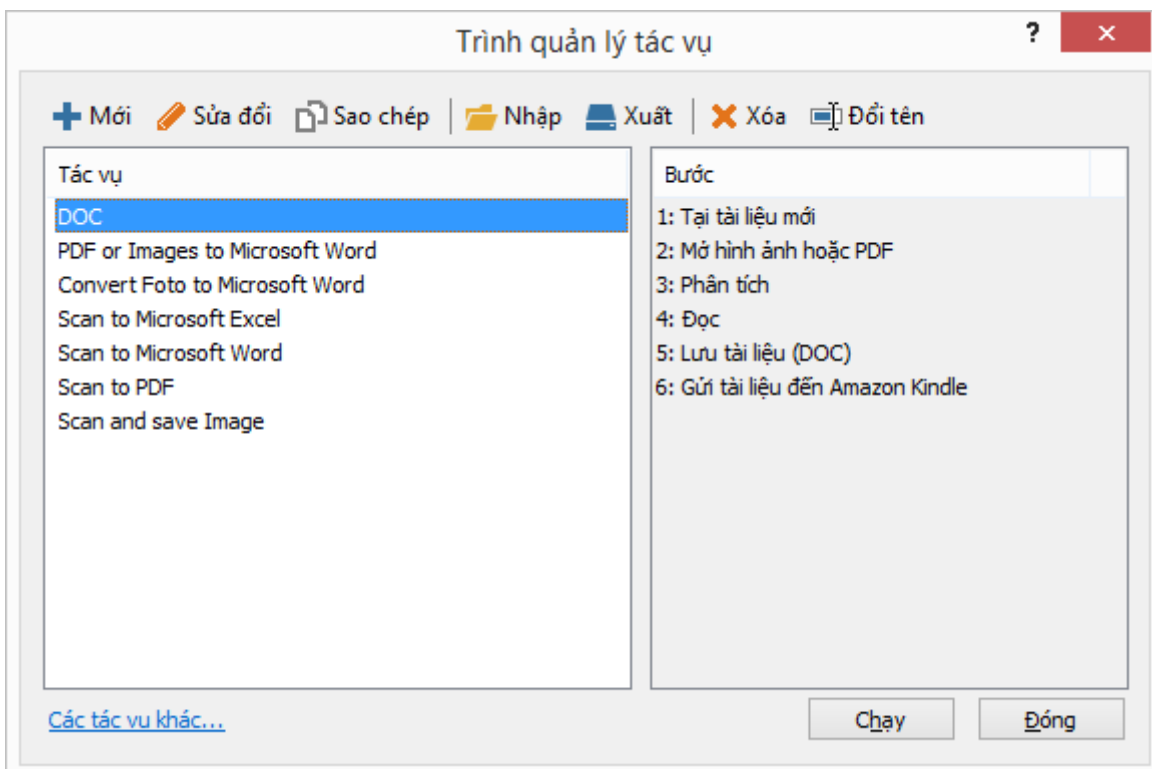 Trình quản lý tác vụ ?
Mới Sửa đổi Sao chép Nhập Xuất Xóa Đổi tên
Tác vụ
DOC
PDF or Images to Microsoft Word
Convert Foto to Microsoft Word
Scan to Microsoft Excel
Scan to Microsoft Word
Scan to PDF
Scan and save Image
Bước
1: Tại tài liệu mới
2: Mở hình ảnh hoặc PDF
3: Phân tích
4: Đọc
5: Lưu tài liệu (DOC)
6: Gửi tài liệu đến Amazon Kindle
Các tác vu khác...
Chạy Đóng